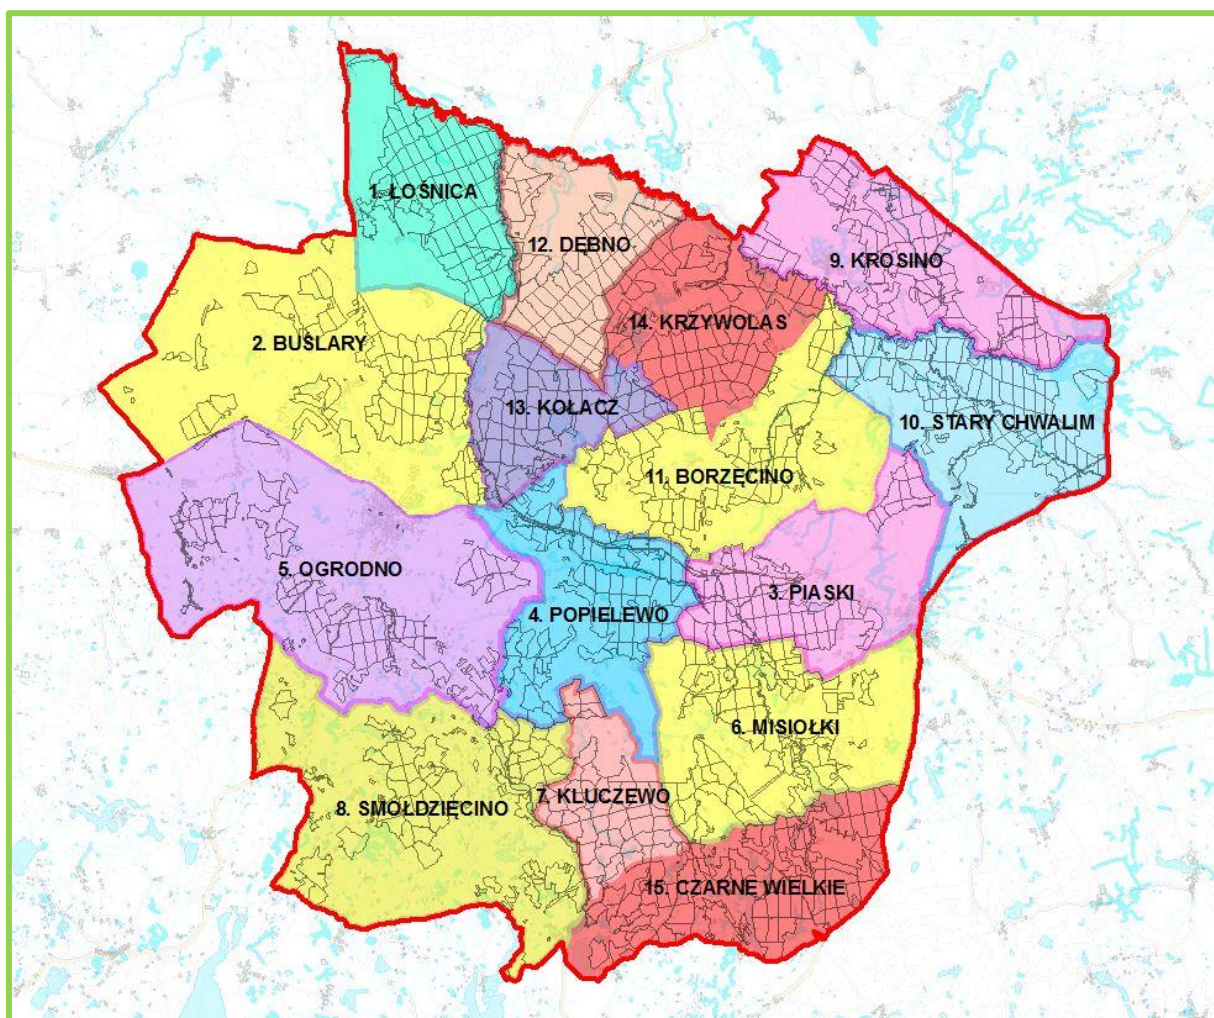 1. ŁOŚNICA
12. DĘBNO
9. KROSINO
14. KRZYWOLAS
2. BUŚLARY
13. KOŁACZ
10. STARY CHWALIM
11. BORZĘCINO
5. OGRODNO
3. PIASKI
4. POPIELEWO
6. MISIOŁKI
7. KLUCZEWO
8. SMOŁDZIĘCINO
15. CZARNE WIELKIE